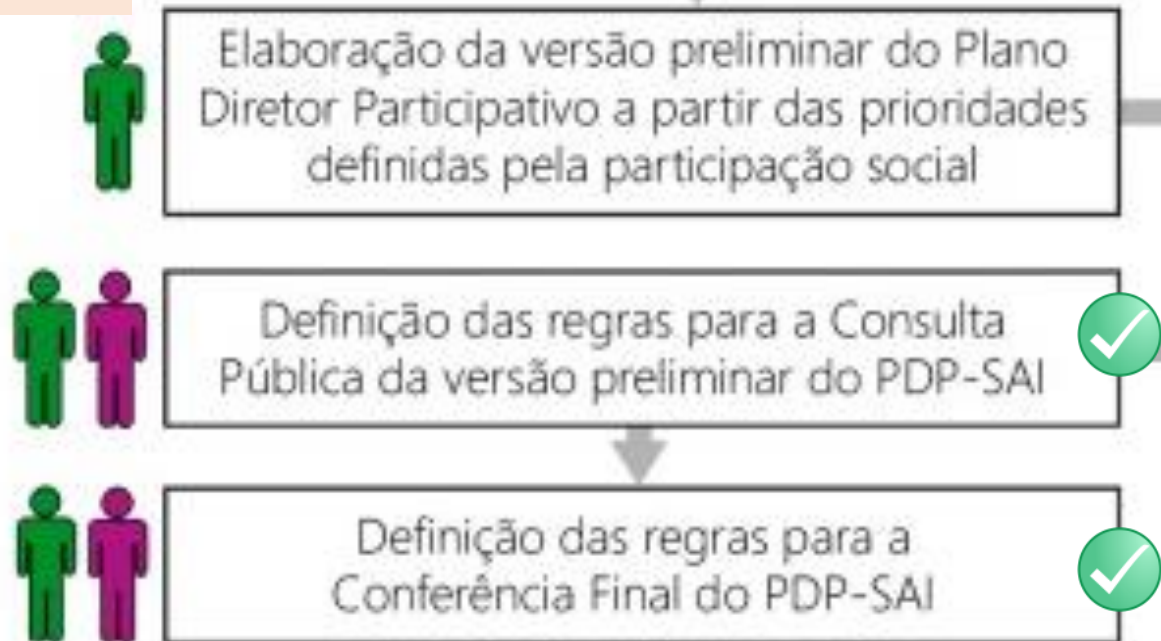 Elaboração da versão preliminar do Plano
Diretor Participativo a partir das prioridades
definidas pela participação social
Definição das regras para a Consulta
Pública da versão preliminar do PDP-SAI
Definição das regras para a
Conferência Final do PDP-SAI